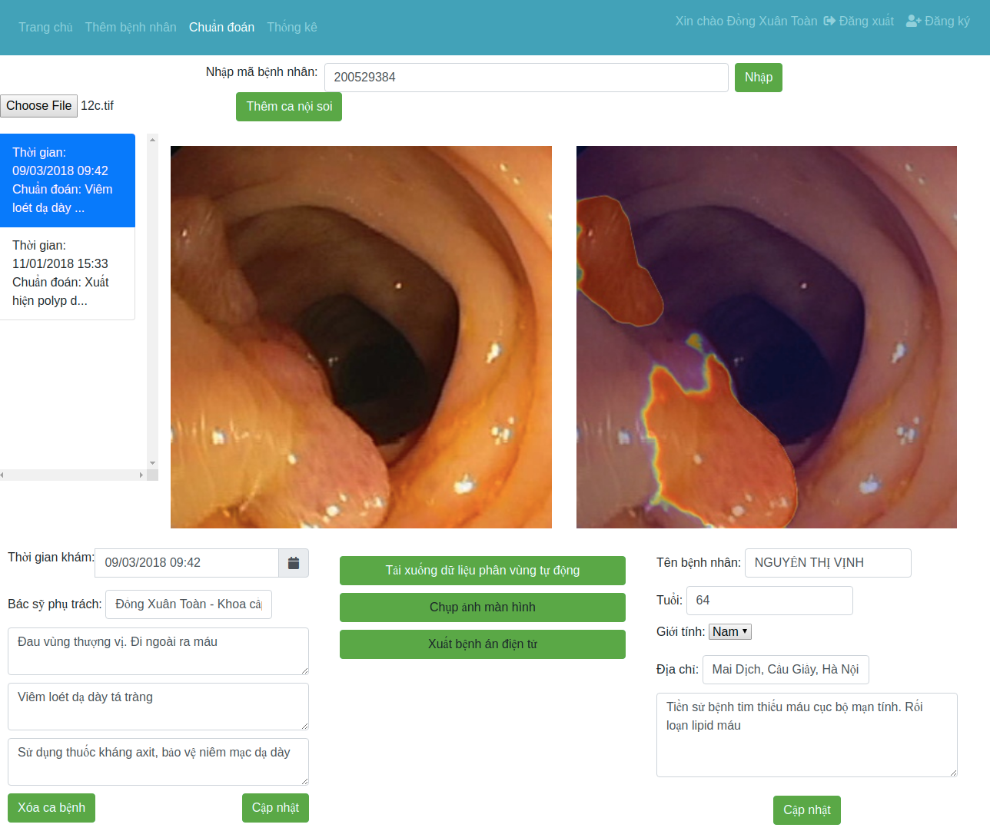 Trang chủ Thêm bệnh nhân Chuẩn đoán Thống kê Xin chào Đồng Xuân Toàn Đăng xuất Đăng ký
Nhập mã bệnh nhân: 200529384 Nhập
Choose File 12c.tif Thêm ca nội soi
Thời gian:
09/03/2018 09:42
Chuẩn đoán: Viêm
loét dạ dày ...
Thời gian:
11/01/2018 15:33
Chuẩn đoán: Xuất
hiện polyp d...
Thời gian khám: 09/03/2018 09:42
Bác sỹ phụ trách: Đồng Xuân Toàn - Khoa cấp
Đau vùng thượng vị. Đi ngoài ra máu
Viêm loét dạ dày tá tràng
Sử dụng thuốc kháng axit, bảo vệ niêm mạc dạ dày
Xóa ca bệnh Cập nhật
Tải xuống dữ liệu phân vùng tự động
Chụp ảnh màn hình
Xuất bệnh án điện tử
Tên bệnh nhân: NGUYỄN THỊ VỊNH
Tuổi: 64
Giới tính: Nam
Địa chỉ: Mai Dịch, Cầu Giấy, Hà Nội
Tiền sử bệnh tim thiếu máu cục bộ mạn tính. Rối
loạn lipid máu
Cập nhật